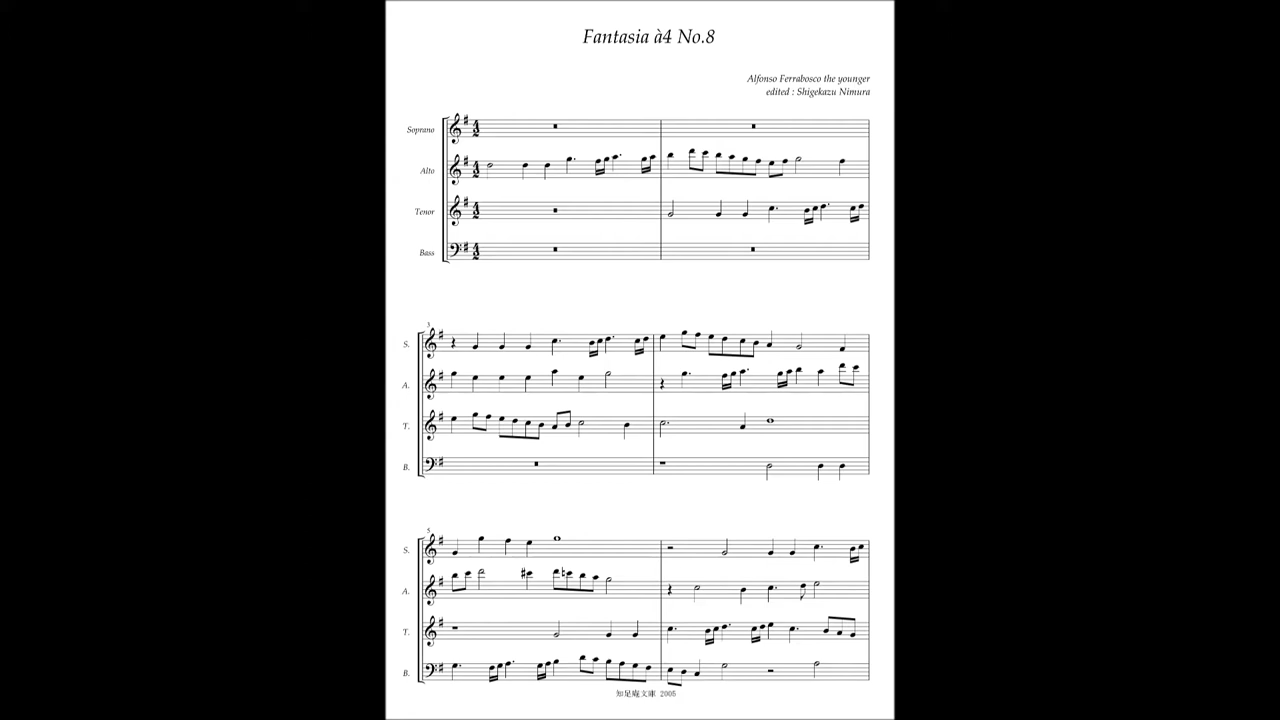 Fantasia à4 No.8
Alfonso Ferrabosco the younger
edited : Shigekazu Nimura
Soprano
Alto
Tenor
Bass
3
S.
A.
T.
B.
5
S.
A.
T.
B.
知足庵文庫 2005